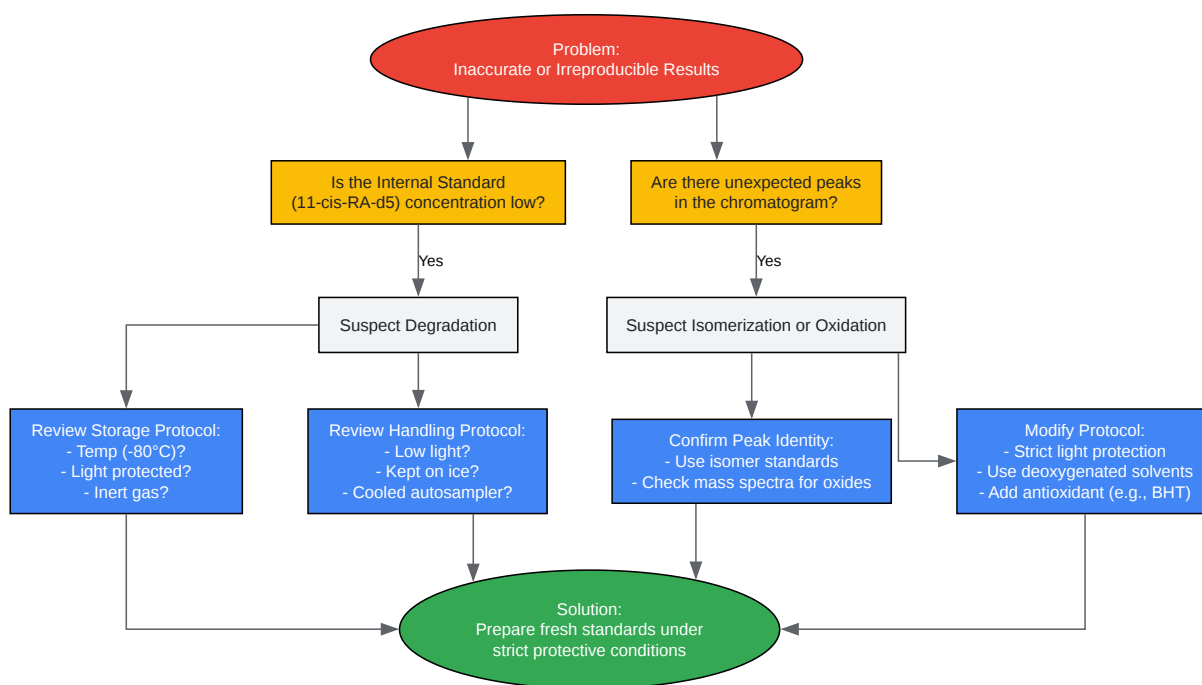 Problem:
Inaccurate or Irreproducible Results
Is the Internal Standard
(11-cis-RA-d5) concentration low?
Are there unexpected peaks
in the chromatogram?
Yes
Yes
Suspect Degradation
Suspect Isomerization or Oxidation
Review Storage Protocol:
- Temp (-80°C)?
- Light protected?
- Inert gas?
Review Handling Protocol:
- Low light?
- Kept on ice?
- Cooled autosampler?
Confirm Peak Identity:
- Use isomer standards
- Check mass spectra for oxides
Modify Protocol:
- Strict light protection
- Use deoxygenated solvents
- Add antioxidant (e.g., BHT)
Solution:
Prepare fresh standards under
strict protective conditions